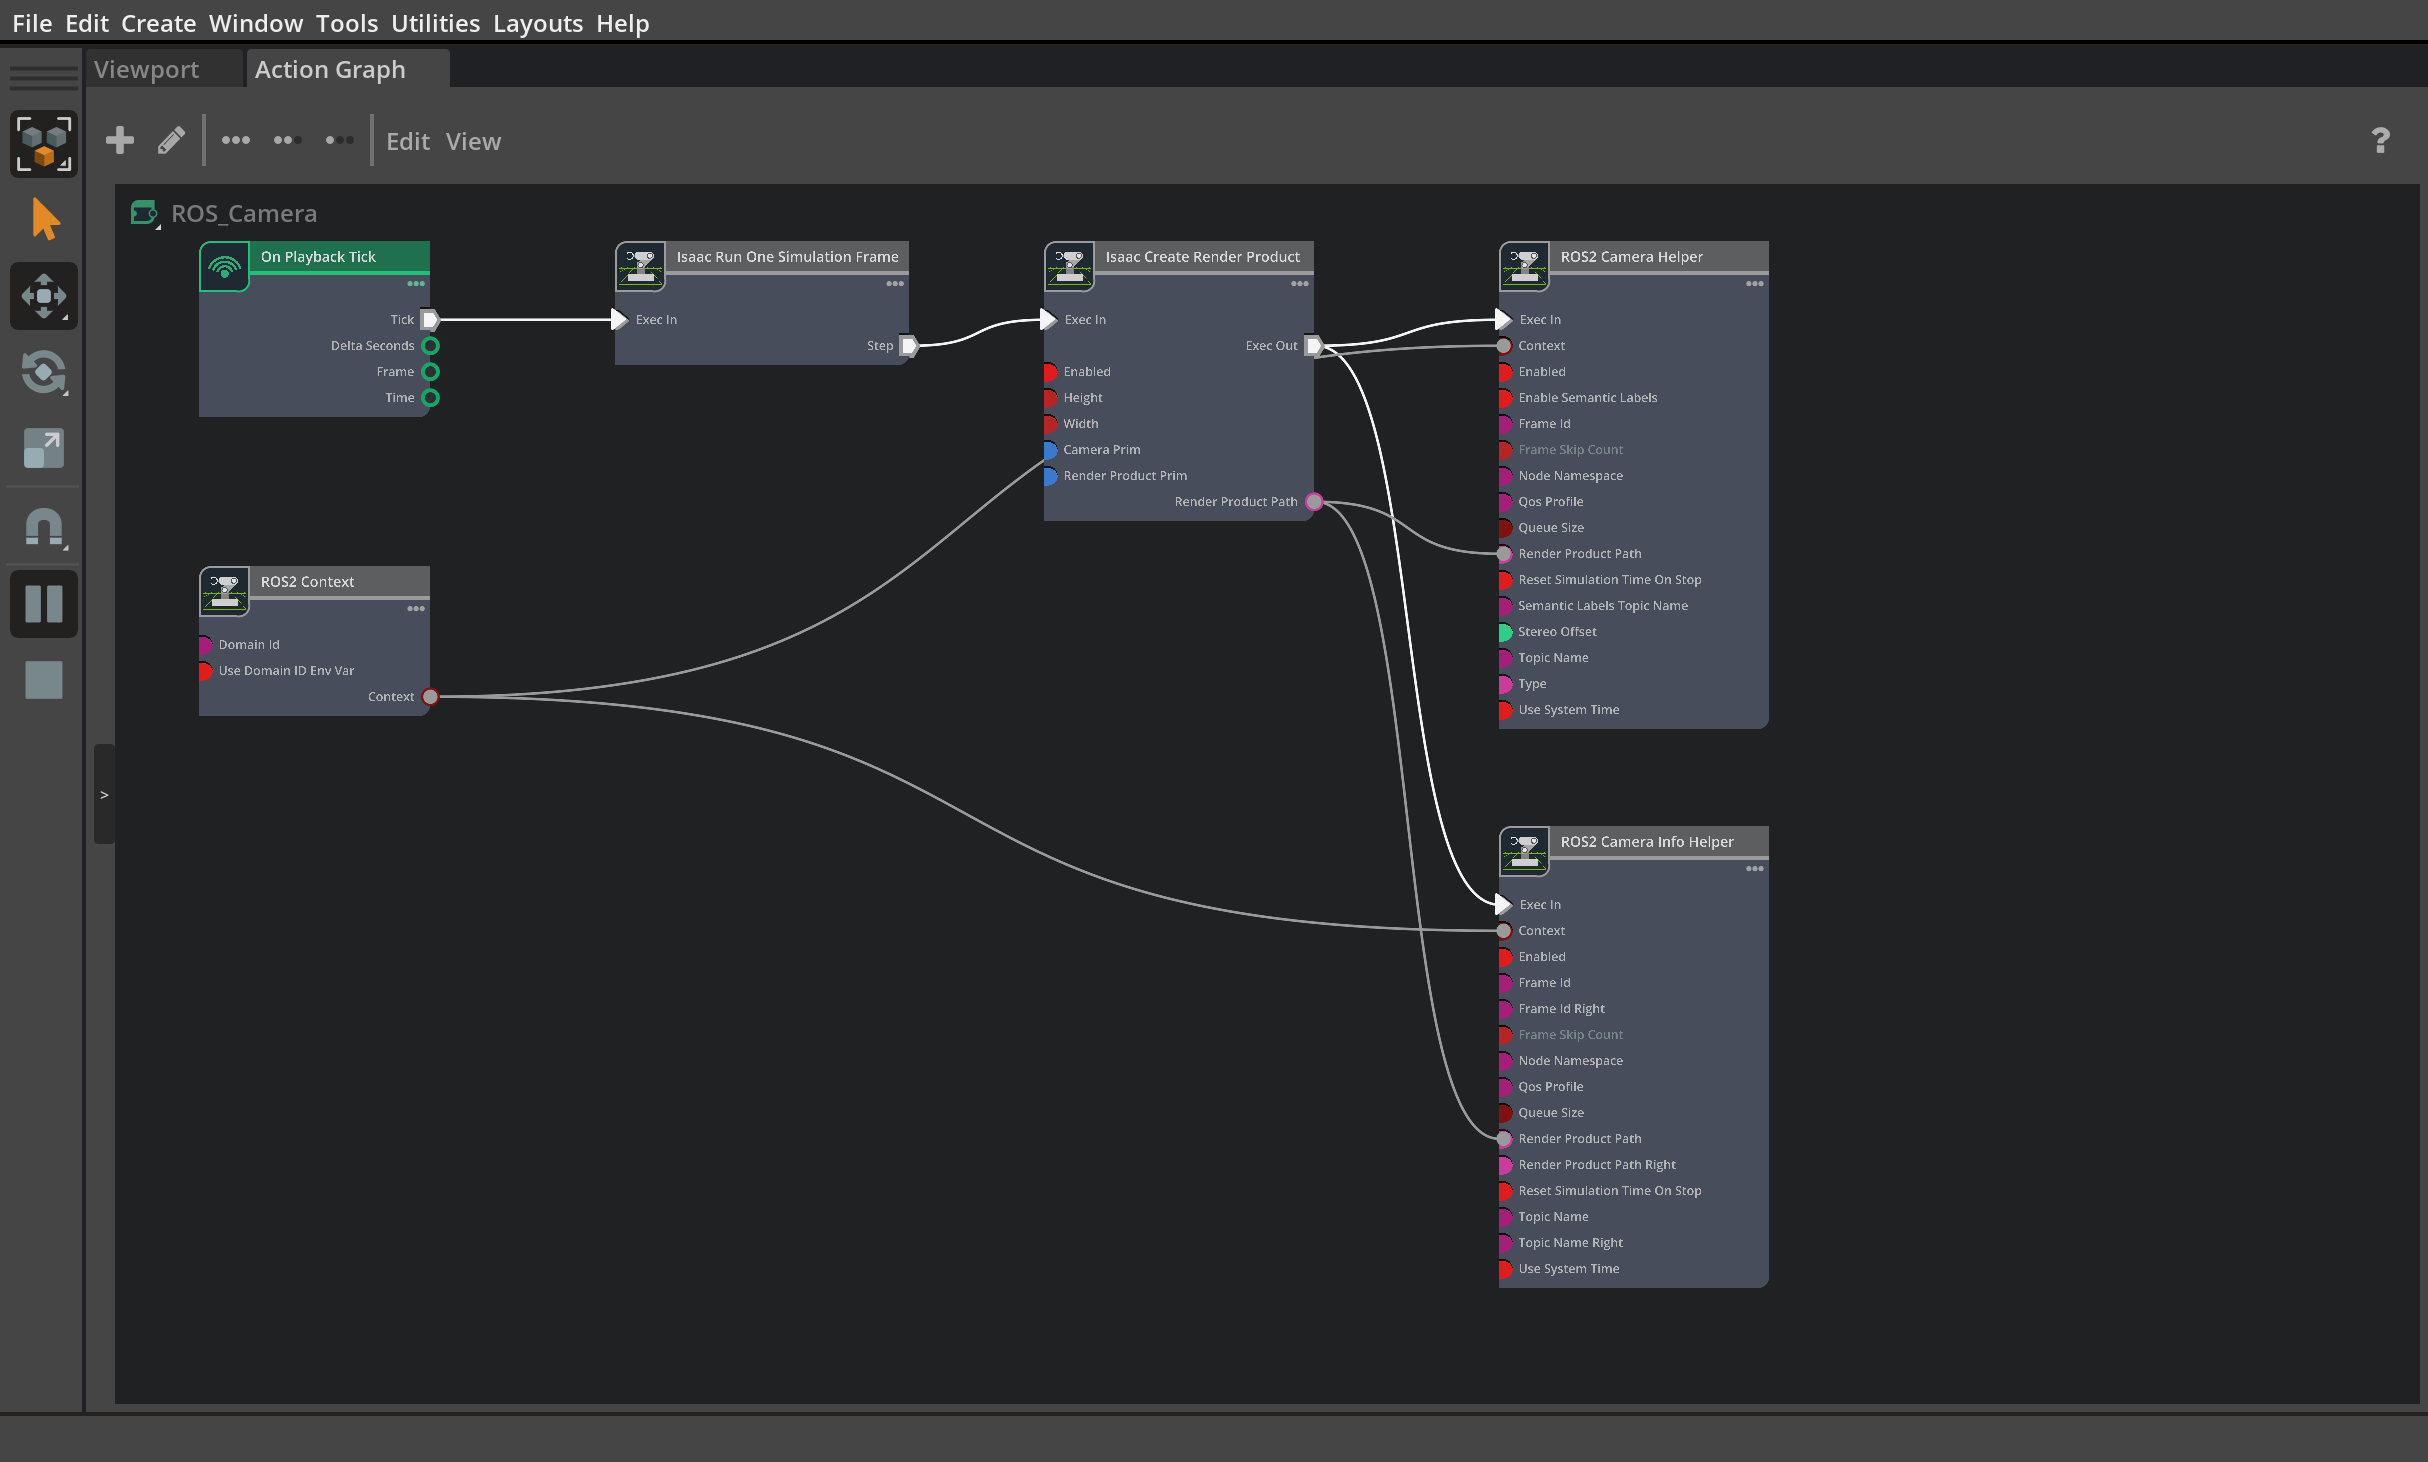 File Edit Create Window Tools Utilities Layouts Help
Viewport Action Graph
Edit View ?
ROS_Camera
On Playback Tick
Tick
Delta Seconds
Frame
Time
Isaac Run One Simulation Frame
Exec In
Step
Isaac Create Render Product
Exec In
Exec Out
Enabled
Height
Width
Camera Prim
Render Product Prim
Render Product Path
ROS2 Camera Helper
Exec In
Context
Enabled
Enable Semantic Labels
Frame Id
Frame Skip Count
Node Namespace
Qos Profile
Queue Size
Render Product Path
Reset Simulation Time On Stop
Semantic Labels Topic Name
Stereo Offset
Topic Name
Type
Use System Time
ROS2 Context
Domain Id
Use Domain ID Env Var
Context
>
ROS2 Camera Info Helper
Exec In
Context
Enabled
Frame Id
Frame Id Right
Frame Skip Count
Node Namespace
Qos Profile
Queue Size
Render Product Path
Render Product Path Right
Reset Simulation Time On Stop
Topic Name
Topic Name Right
Use System Time